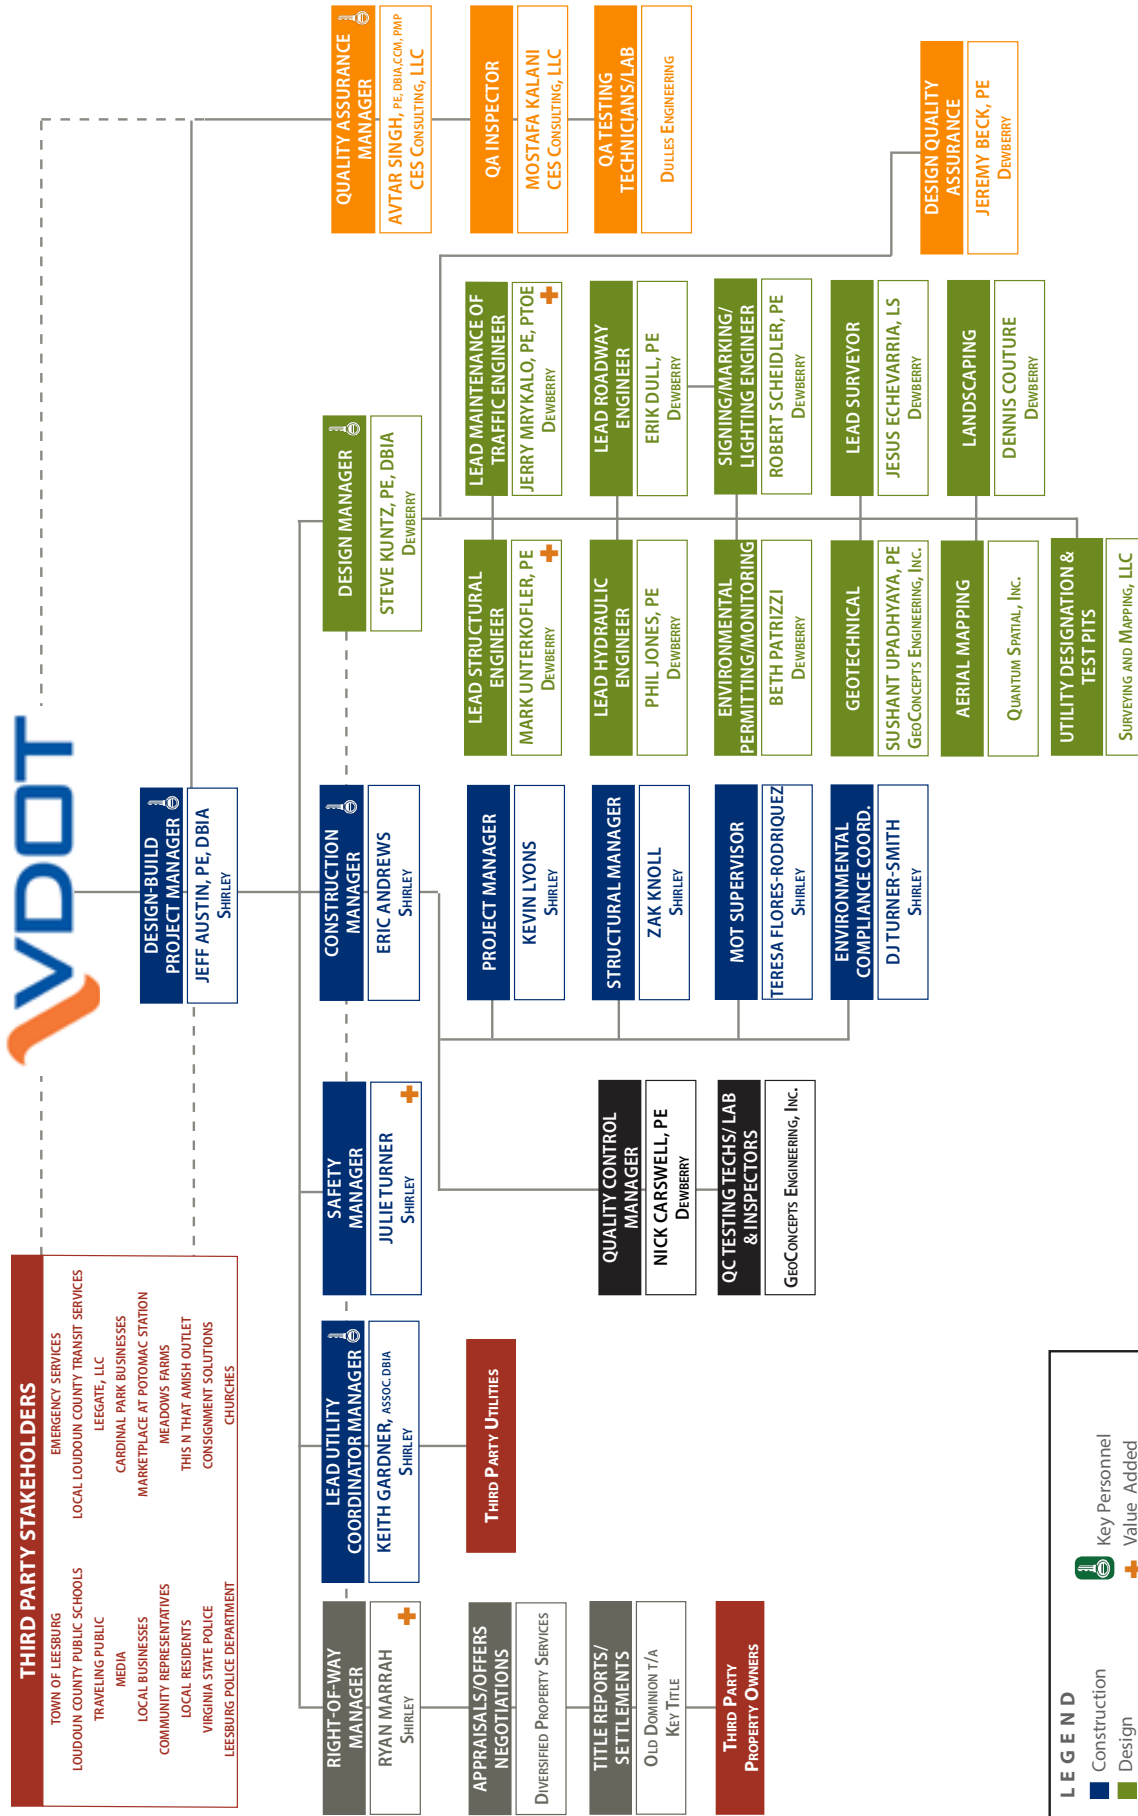 VDOT
THIRD PARTY STAKEHOLDERS
TOWN OF LEESBURG
LOUDOUN COUNTY PUBLIC SCHOOLS
TRAVELING PUBLIC
MEDIA
LOCAL BUSINESSES
COMMUNITY REPRESENTATIVES
LOCAL RESIDENTS
VIRGINIA STATE POLICE
LEESBURG POLICE DEPARTMENT
EMERGENCY SERVICES
LOCAL LOUDOUN COUNTY TRANSIT SERVICES
LEEGATE, LLC
CARDINAL PARK BUSINESSES
MARKETPLACE AT POTOMAC STATION
MEADOWS FARMS
THIS N THAT AMISH OUTLET
CONSIGNMENT SOLUTIONS
CHURCHES
DESIGN-BUILD
PROJECT MANAGER
JEFF AUSTIN, PE, DBIA
SHIRLEY
RIGHT-OF-WAY
MANAGER
RYAN MARRAH
SHIRLEY
APPRAISALS/OFFERS
NEGOTIATIONS
DIVERSIFIED PROPERTY SERVICES
TITLE REPORTS/
SETTLEMENTS
OLD DOMINION T/A
KEY TITLE
THIRD PARTY
PROPERTY OWNERS
LEAD UTILITY
COORDINATOR MANAGER
KEITH GARDNER, ASSOC. DBIA
SHIRLEY
THIRD PARTY UTILITIES
SAFETY
MANAGER
JULIE TURNER
SHIRLEY
CONSTRUCTION
MANAGER
ERIC ANDREWS
SHIRLEY
QUALITY CONTROL
MANAGER
NICK CARSWELL, PE
DEWBERRY
QC TESTING TECHS/ LAB
& INSPECTORS
GEOCONCEPTS ENGINEERING, INC.
PROJECT MANAGER
KEVIN LYONS
SHIRLEY
STRUCTURAL MANAGER
ZAK KNOLL
SHIRLEY
MOT SUPERVISOR
TERESA FLORES-RODRIQUEZ
SHIRLEY
ENVIRONMENTAL
COMPLIANCE COORD.
DJ TURNER-SMITH
SHIRLEY
DESIGN MANAGER
STEVE KUNTZ, PE, DBIA
DEWBERRY
LEAD STRUCTURAL
ENGINEER
MARK UNTERKOFLER, PE
DEWBERRY
LEAD HYDRAULIC
ENGINEER
PHIL JONES, PE
DEWBERRY
ENVIRONMENTAL
PERMITTING/MONITORING
BETH PATRIZZI
DEWBERRY
GEOTECHNICAL
SUSHANT UPADHYAYA, PE
GEOCONCEPTS ENGINEERING, INC.
AERIAL MAPPING
QUANTUM SPATIAL, INC.
UTILITY DESIGNATION &
TEST PITS
SURVEYING AND MAPPING, LLC
LEAD MAINTENANCE OF
TRAFFIC ENGINEER
JERRY MRYKALO, PE, PTOE
DEWBERRY
LEAD ROADWAY
ENGINEER
ERIK DULL, PE
DEWBERRY
SIGNING/MARKING/
LIGHTING ENGINEER
ROBERT SCHEIDLER, PE
DEWBERRY
LEAD SURVEYOR
JESUS ECHEVARRIA, LS
DEWBERRY
LANDSCAPING
DENNIS COUTURE
DEWBERRY
QUALITY ASSURANCE
MANAGER
AVTAR SINGH, PE, DBIA,CCM, PMP
CES CONSULTING, LLC
QA INSPECTOR
MOSTAFA KALANI
CES CONSULTING, LLC
QA TESTING
TECHNICIANS/LAB
DULLES ENGINEERING
DESIGN QUALITY
ASSURANCE
JEREMY BECK, PE
DEWBERRY
LEGEND
Construction
Design
Key Personnel
Value Added